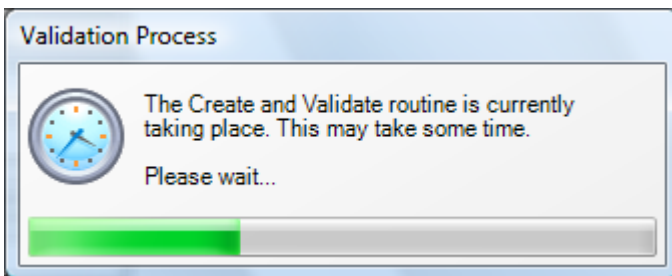 Validation Process
The Create and Validate routine is currently
taking place. This may take some time.
Please wait...